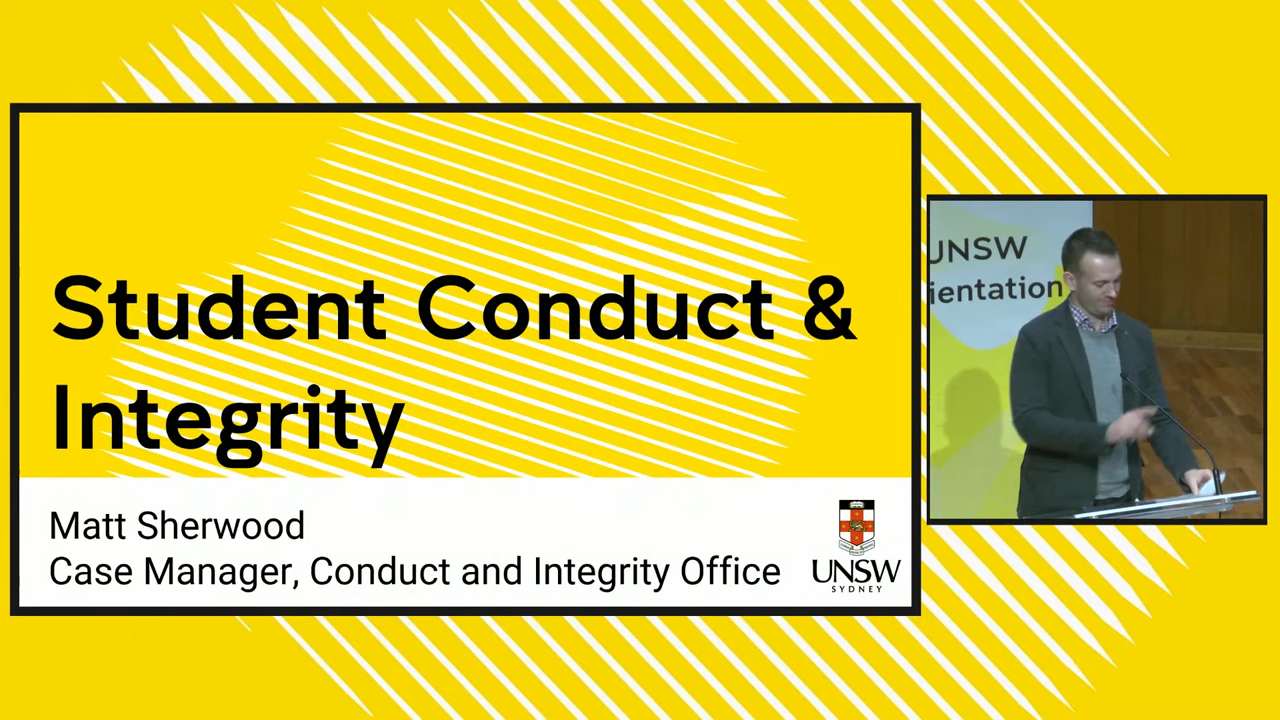 Student Conduct &
Integrity
Matt Sherwood
Case Manager, Conduct and Integrity Office
UNSW
SYDNEY
UNSW
ientation